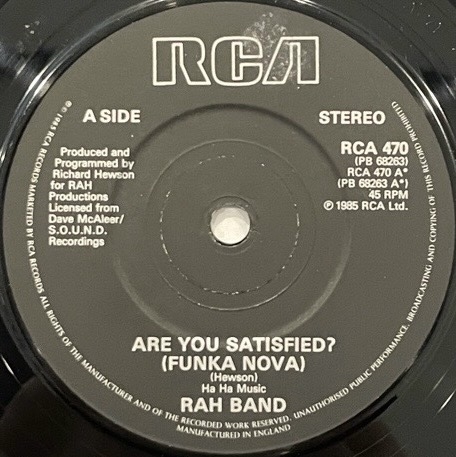 RCA
A SIDE
STEREO
Produced and
Programmed by
Richard Hewson
for RAH
Productions
Licensed from
Dave McAleer/
S.O.U.N.D.
Recordings
RCA 470
(PB 68263)
RCA 470 A*
(PB 68263 A*)
45 RPM
℗ 1985 RCA Ltd.
ARE YOU SATISFIED?
(FUNKA NOVA)
(Hewson)
Ha Ha Music
RAH BAND
℗ © 1985 RCA RECORDS MARKETED BY RCA RECORDS ALL RIGHTS OF THE MANUFACTURER AND OF THE RECORDED WORK RESERVED. UNAUTHORISED PUBLIC PERFORMANCE, BROADCASTING AND COPYING OF THIS RECORD PROHIBITED
MANUFACTURED IN ENGLAND